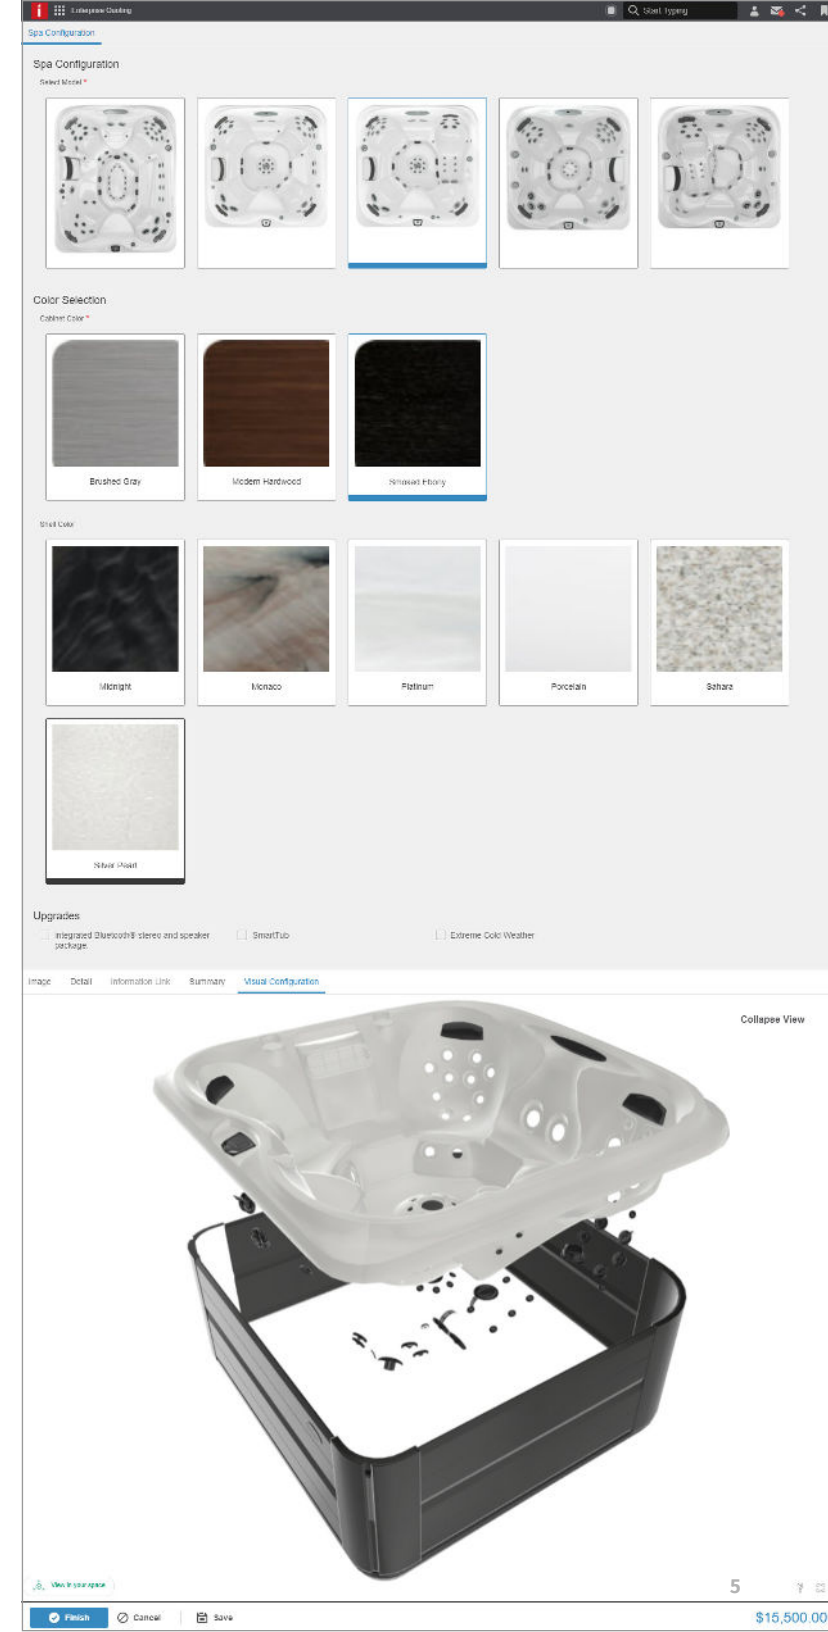 Enterprise Quoting
Start Typing
Spa Configuration
Spa Configuration
Select Model *
Color Selection
Cabinet Color *
Brushed Gray
Modern Hardwood
Smoked Ebony
Shell Color
Midnight
Monaco
Platinum
Porcelain
Sahara
Silver Pearl
Upgrades
Integrated Bluetooth® stereo and speaker
package.
SmartTub
Extreme Cold Weather
Image
Detail
Information Link
Summary
Visual Configuration
Collapse View
View in your space
5
?
Finish
Cancel
Save
$15,500.00